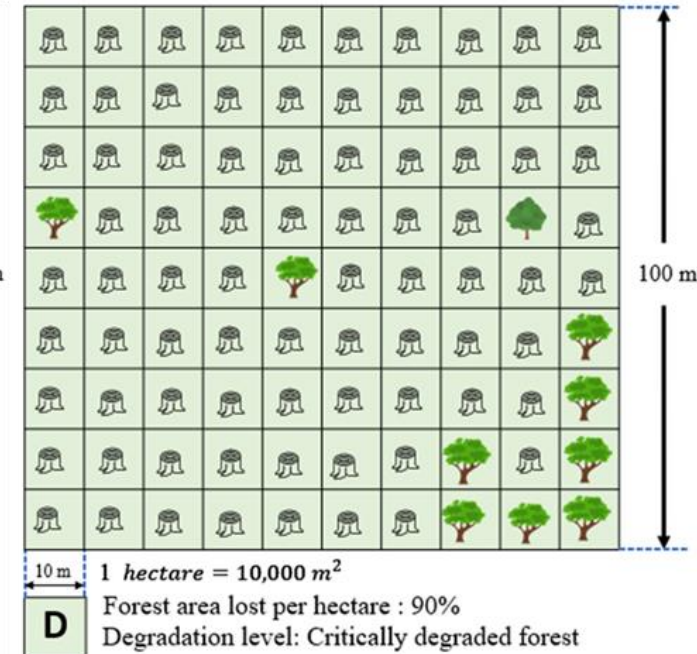 100 m
10 m
1 hectare = 10,000 m²
D
Forest area lost per hectare : 90%
Degradation level: Critically degraded forest